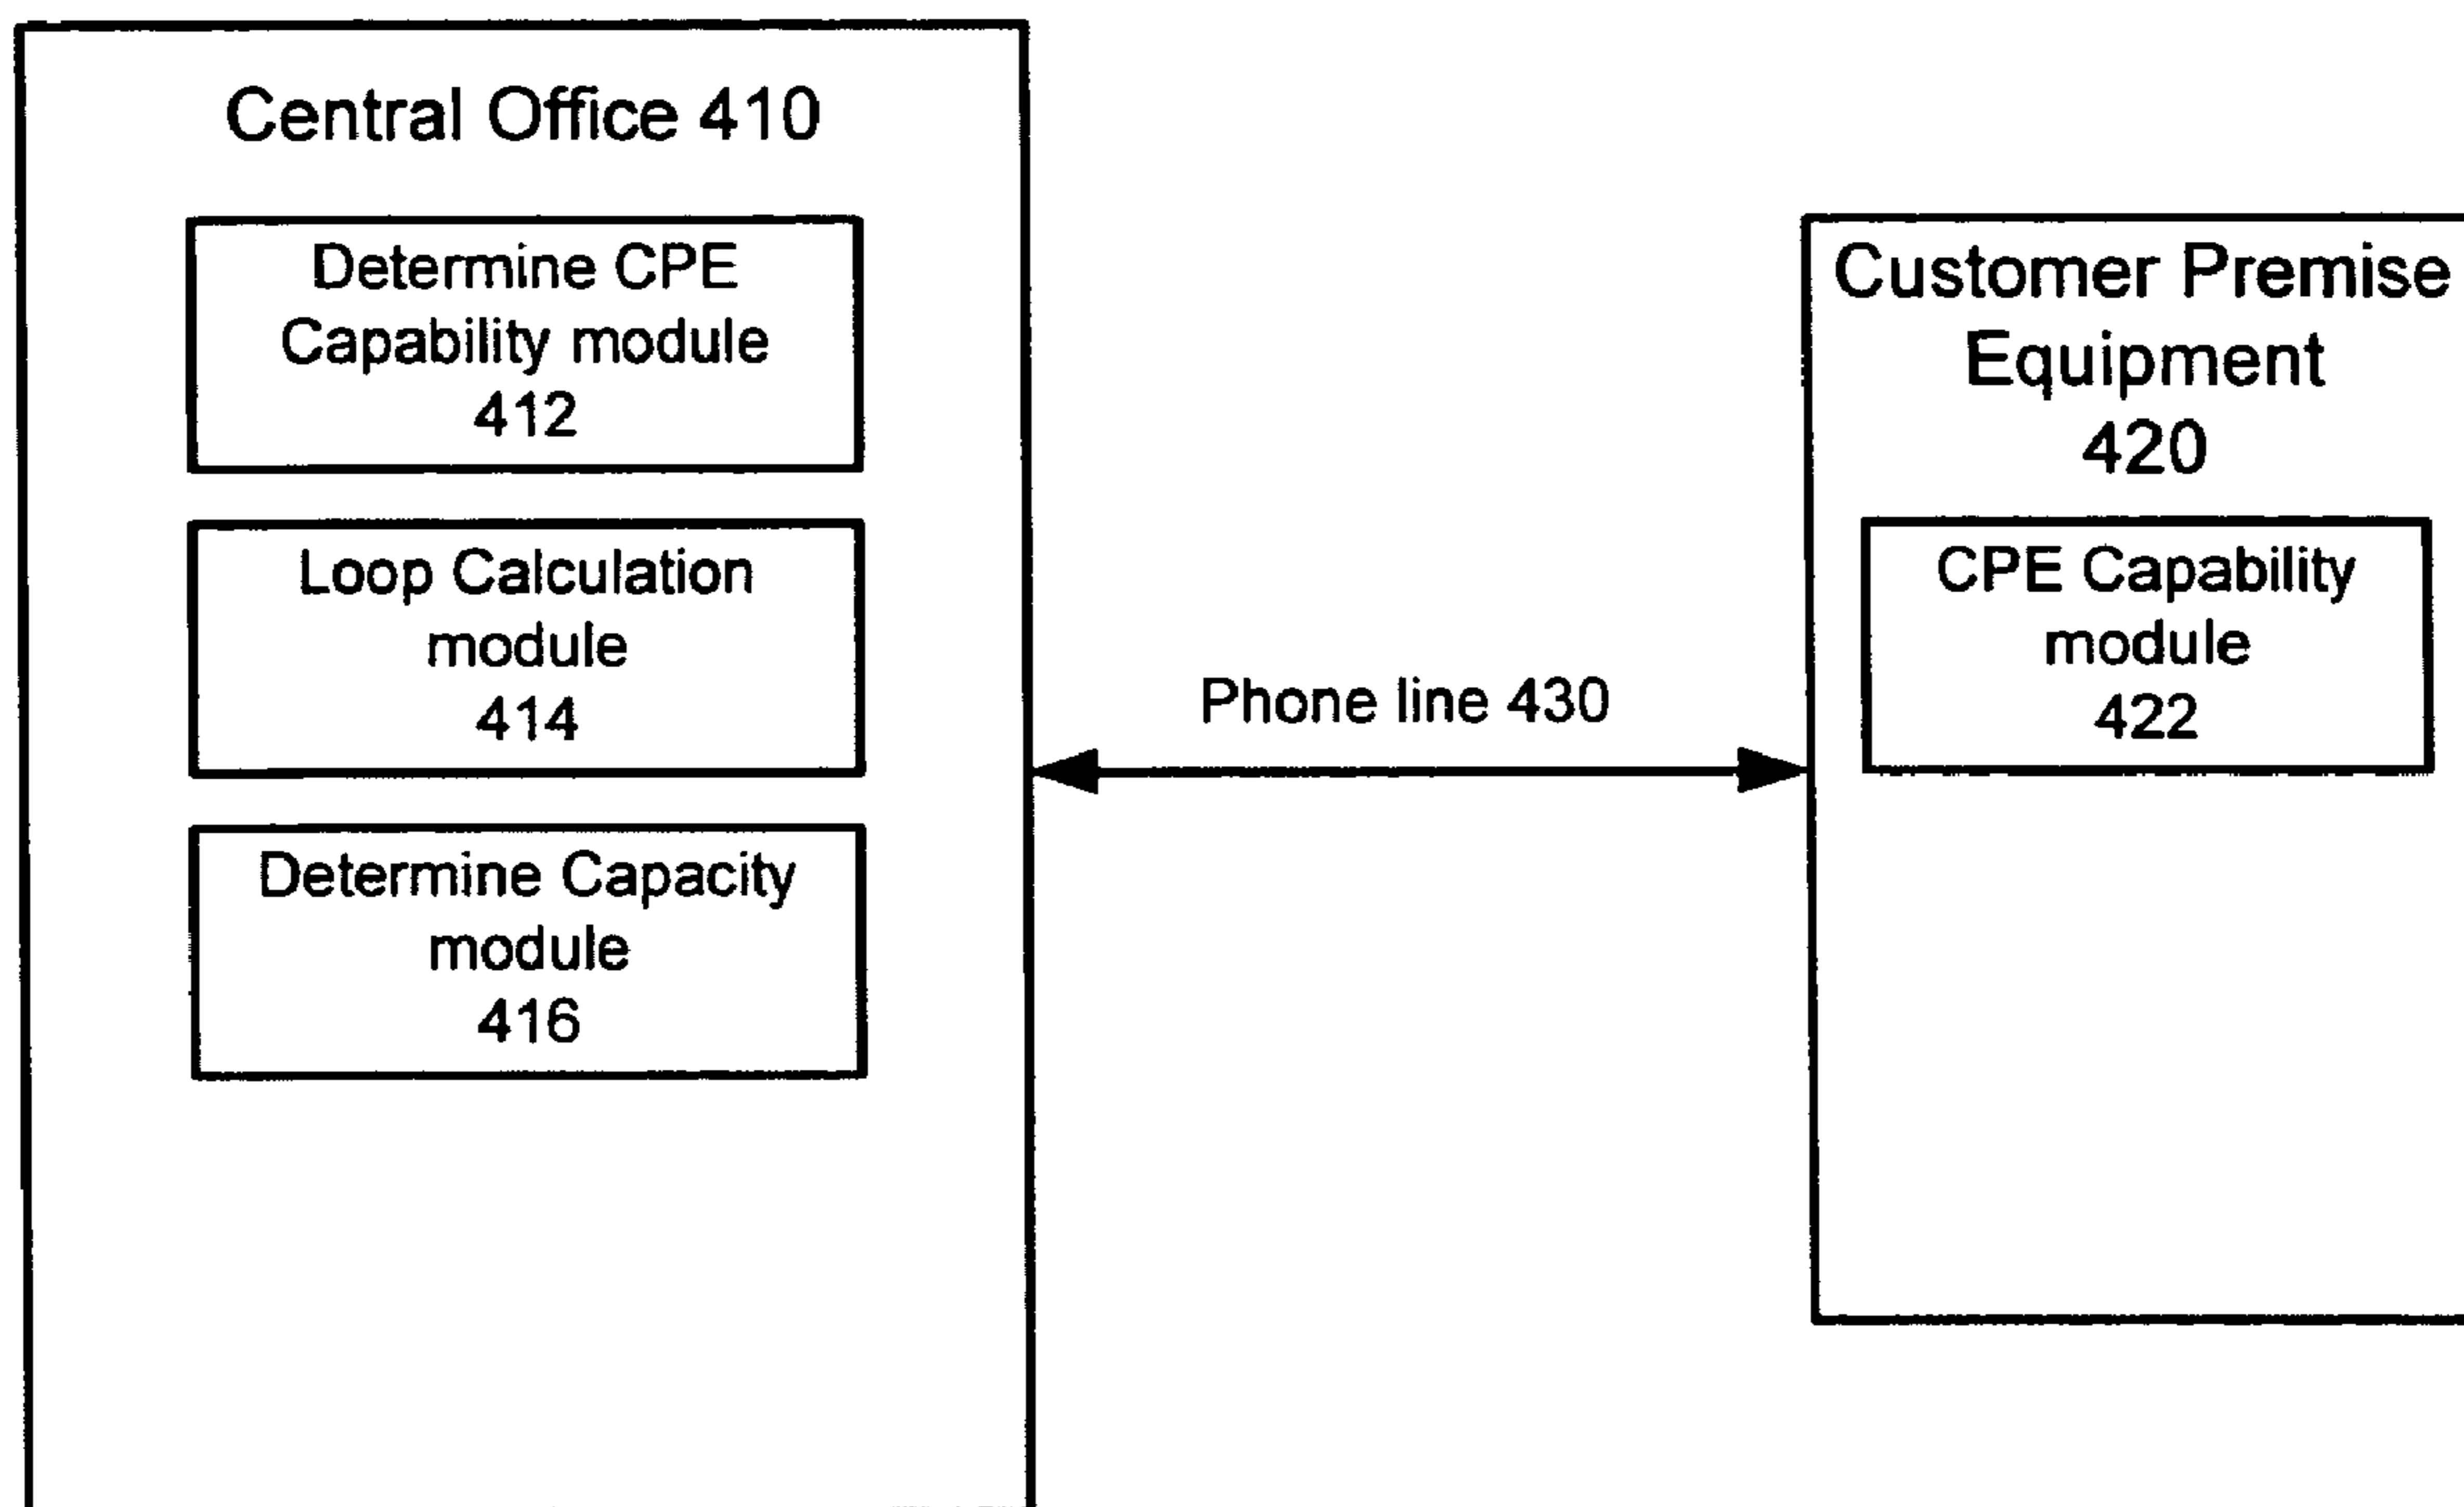 Central Office 410
Determine CPE
Capability module
412
Loop Calculation
module
414
Determine Capacity
module
416
Phone line 430
Customer Premise
Equipment
420
CPE Capability
module
422